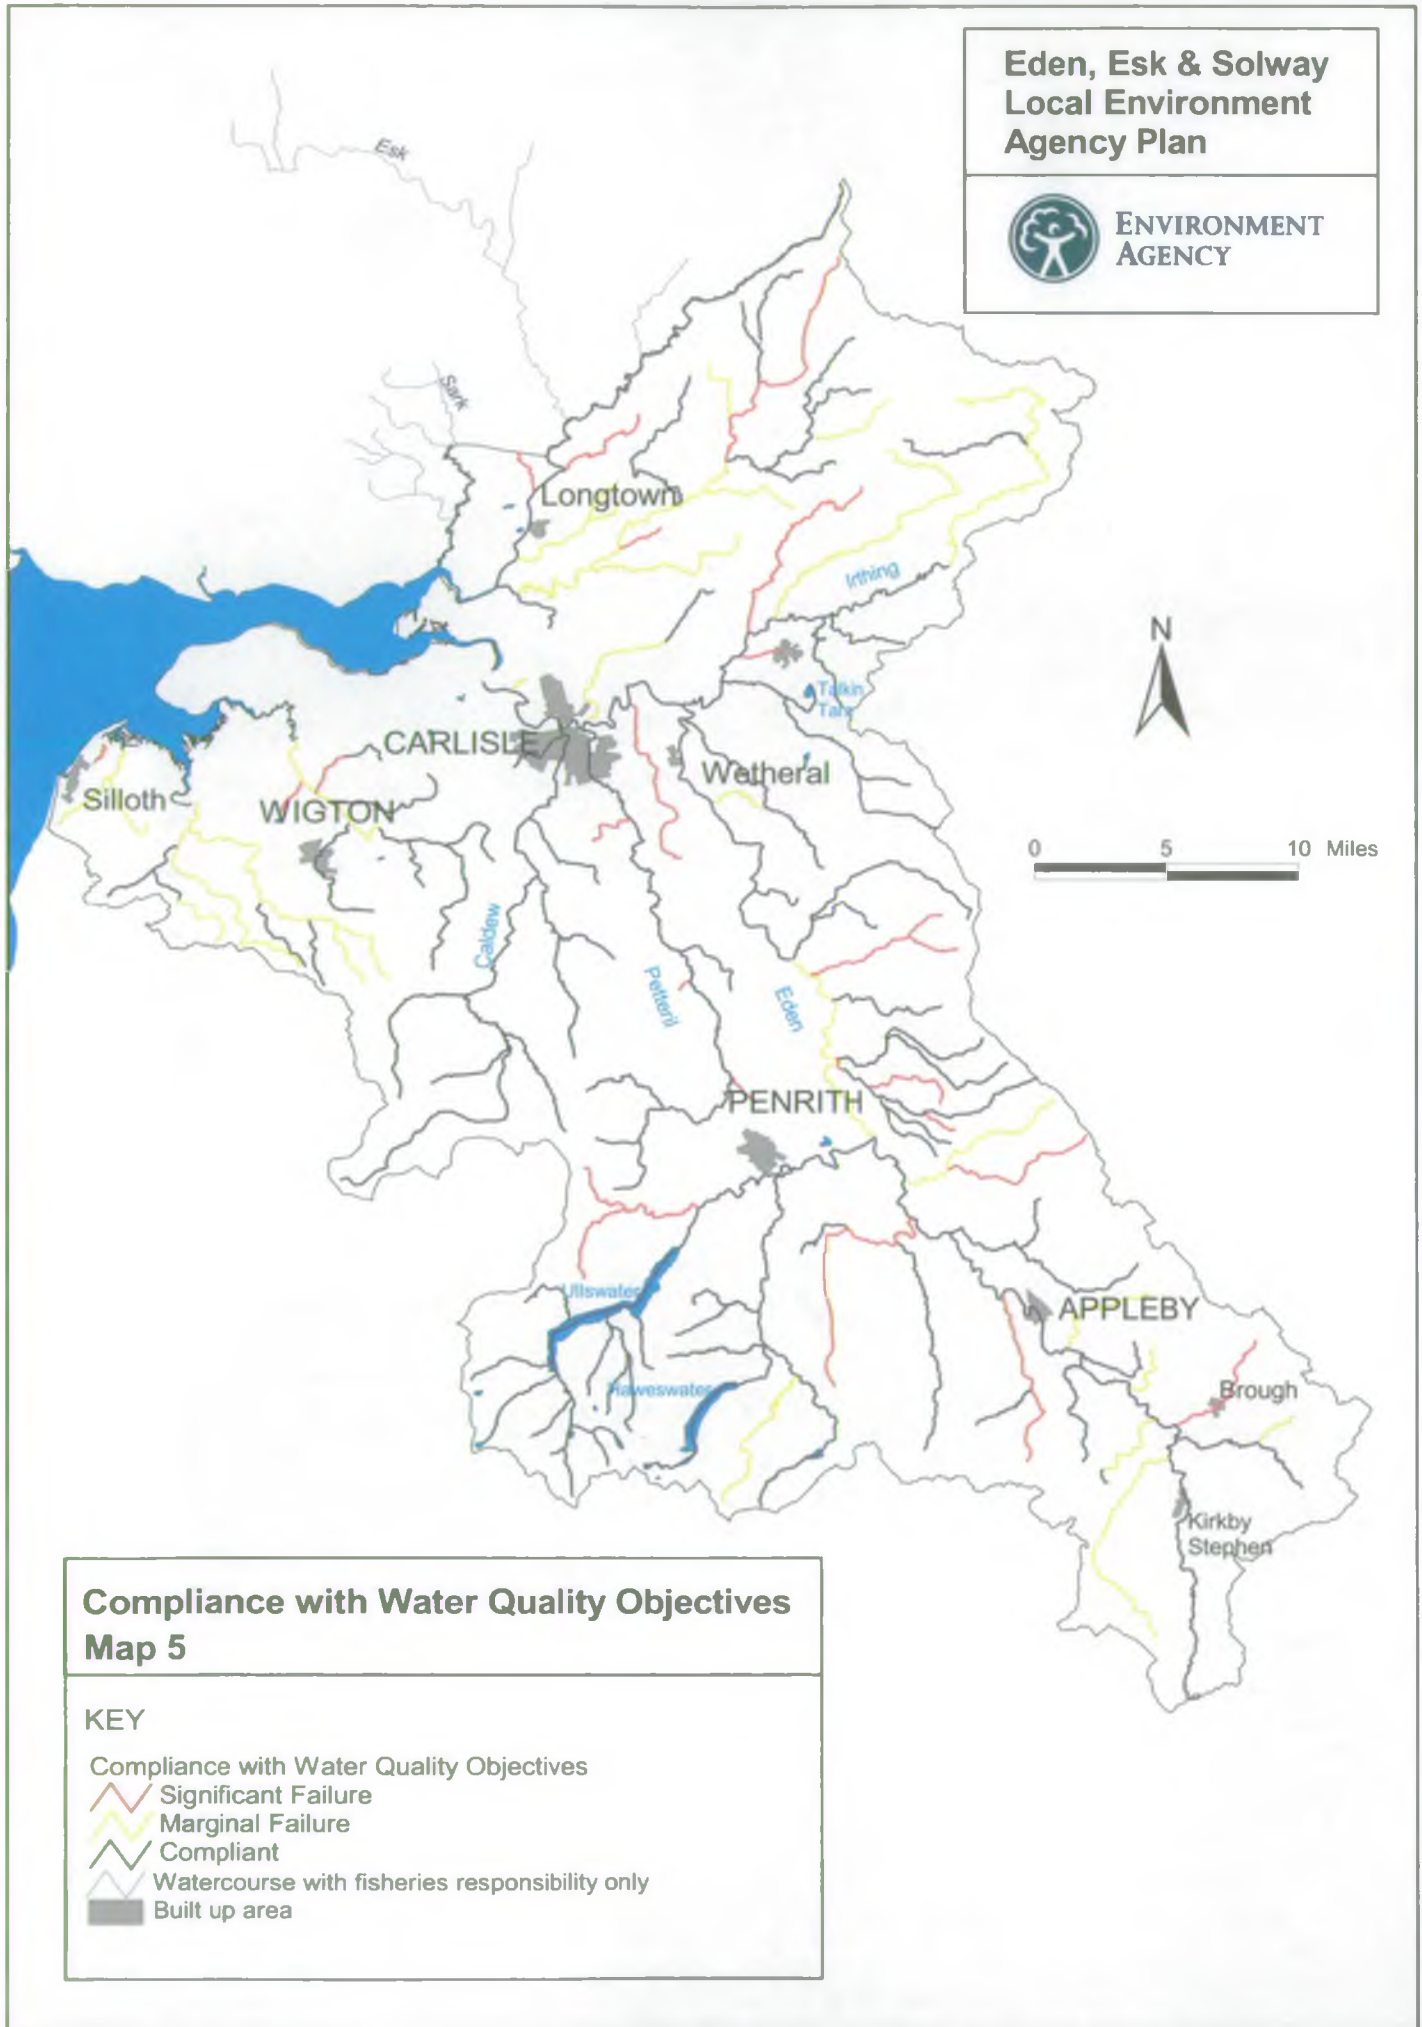 Eden, Esk & Solway
Local Environment
Agency Plan
ENVIRONMENT
AGENCY
Esk
Sark
Longtown
Irthing
N
Talkin
Tarn
CARLISLE
Wetheral
Silloth
WIGTON
0 5 10 Miles
Caldew
Petteril
Eden
PENRITH
Ullswater
APPLEBY
Haweswater
Brough
Kirkby
Stephen
Compliance with Water Quality Objectives
Map 5
KEY
Compliance with Water Quality Objectives
Significant Failure
Marginal Failure
Compliant
Watercourse with fisheries responsibility only
Built up area